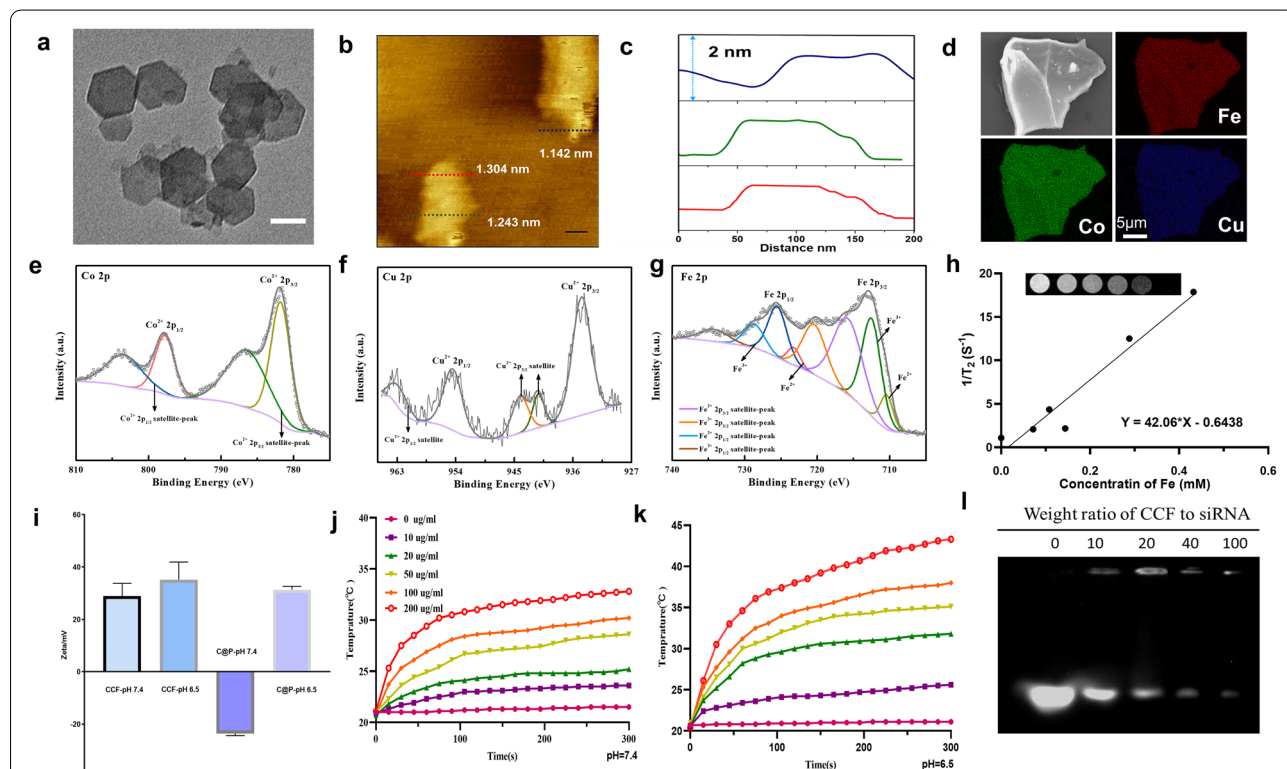 a
b
1.142 nm
1.304 nm
1.243 nm
c
2 nm
0
50
100
150
200
Distance nm
d
Fe
Co
5μm
Cu
e
Co 2p
Co²⁺ 2p₃/₂
Co²⁺ 2p₁/₂
Co²⁺ 2p₁/₂ satellite-peak
Co²⁺ 2p₃/₂ satellite-peak
Intensity (a.u.)
810
800
790
780
Binding Energy (eV)
f
Cu 2p
Cu²⁺ 2p₃/₂
Cu²⁺ 2p₁/₂
Cu²⁺ 2p₃/₂ satellite
Cu²⁺ 2p₁/₂ satellite
Intensity (a.u.)
963
954
945
936
927
Binding Energy (eV)
g
Fe 2p
Fe 2p₁/₂
Fe 2p₃/₂
Fe³⁺
Fe²⁺
Fe³⁺
Fe²⁺
Fe²⁺ 2p₃/₂ satellite-peak
Fe³⁺ 2p₃/₂ satellite-peak
Fe²⁺ 2p₁/₂ satellite-peak
Fe³⁺ 2p₁/₂ satellite-peak
Intensity (a.u.)
740
730
720
710
Binding Energy (eV)
h
20
15
10
5
0
1/T₂ (S⁻¹)
Y = 42.06*X - 0.6438
0.0
0.2
0.4
0.6
Concentratin of Fe (mM)
i
60
40
20
0
-20
Zeta/mV
CCF-pH 7.4
CCF-pH 6.5
C@P-pH 7.4
C@P-pH 6.5
j
40
35
30
25
20
Temprature(°C)
0 ug/ml
10 ug/ml
20 ug/ml
50 ug/ml
100 ug/ml
200 ug/ml
0
100
200
300
Time(s)
pH=7.4
k
45
40
35
30
25
20
Temprature(°C)
0
100
200
300
Time(s)
pH=6.5
l
Weight ratio of CCF to siRNA
0 10 20 40 100